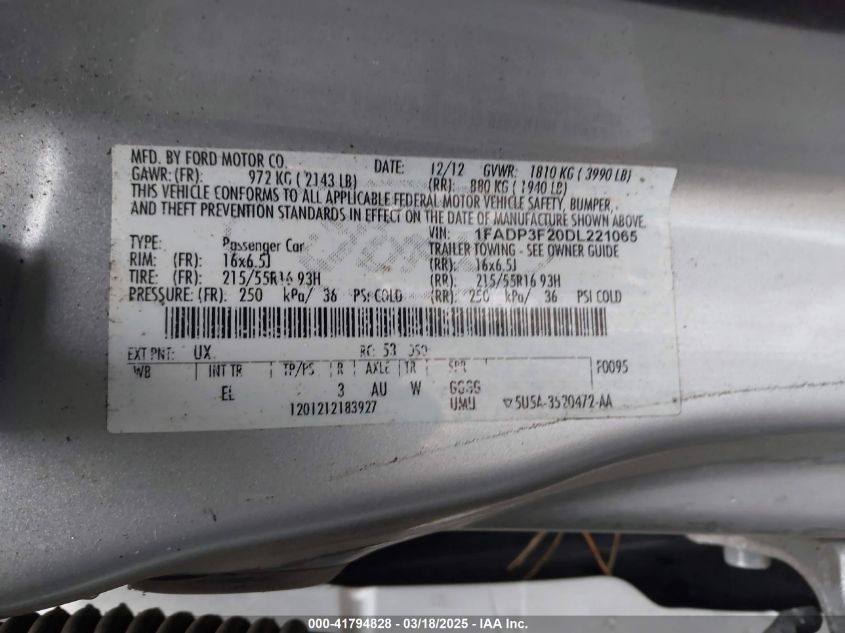 MFD. BY FORD MOTOR CO. DATE: 12/12 GVWR: 1810 KG ( 3990 LB)
GAWR: (FR): 972 KG ( 2143 LB) (RR): 880 KG ( 1940 LB)
THIS VEHICLE CONFORMS TO ALL APPLICABLE FEDERAL MOTOR VEHICLE SAFETY, BUMPER,
AND THEFT PREVENTION STANDARDS IN EFFECT ON THE DATE OF MANUFACTURE SHOWN ABOVE.
VIN: 1FADP3F20DL221065
TYPE: Passenger Car TRAILER TOWING - SEE OWNER GUIDE
RIM: (FR): 16x6.5J (RR): 16x6.5J
TIRE: (FR): 215/55R16 93H (RR): 215/55R16 93H
PRESSURE: (FR): 250 kPa/ 36 PSI COLD (RR): 250 kPa/ 36 PSI COLD
EXT PNT: UX RC: 53 DSO:
WB INT TR TP/PS R AXLE TR SPR F0095
EL 3 AU W GGGG
1201212183927 UMU 5U5A-3520472-AA
000-41794828 - 03/18/2025 - IAA Inc.